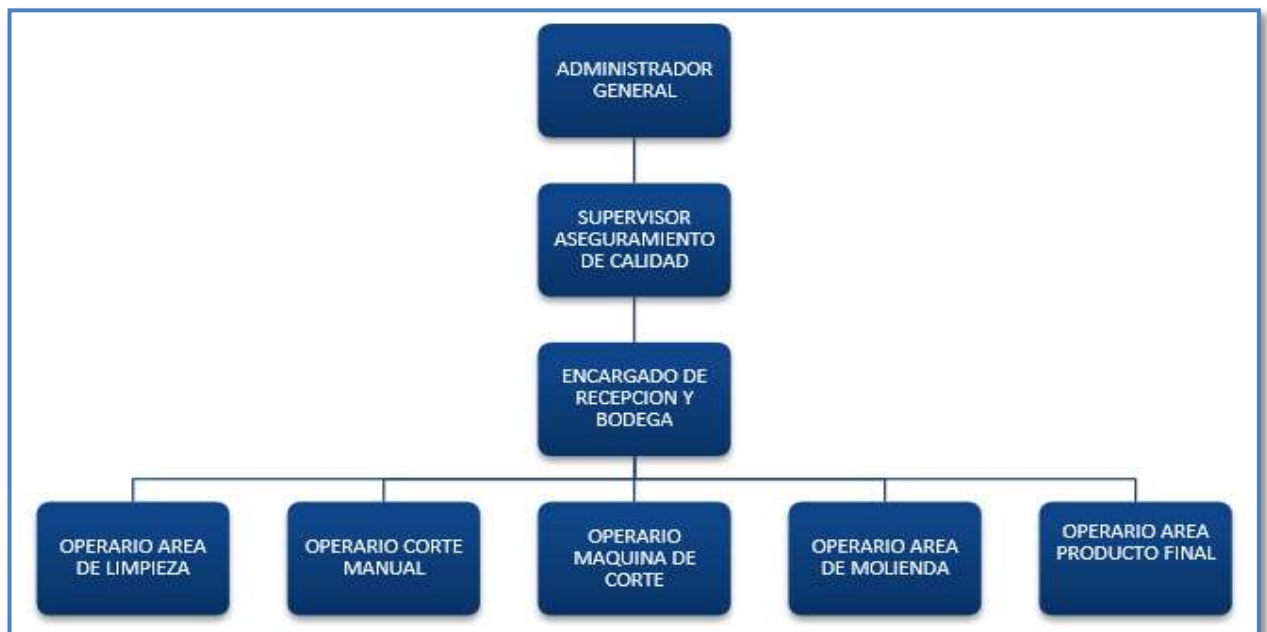 ADMINISTRADOR
GENERAL
SUPERVISOR
ASEGURAMIENTO
DE CALIDAD
ENCARGADO DE
RECEPCION Y
BODEGA
OPERARIO AREA
DE LIMPIEZA
OPERARIO CORTE
MANUAL
OPERARIO
MAQUINA DE
CORTE
OPERARIO AREA
DE MOLIENDA
OPERARIO AREA
PRODUCTO FINAL